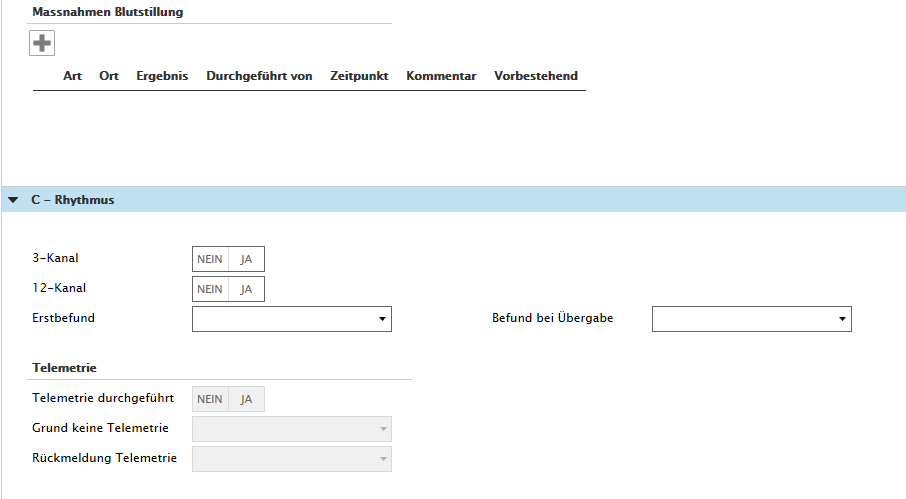 Massnahmen Blutstillung
Art Ort Ergebnis Durchgeführt von Zeitpunkt Kommentar Vorbestehend
C – Rhythmus
3-Kanal NEIN JA
12-Kanal NEIN JA
Erstbefund Befund bei Übergabe
Telemetrie
Telemetrie durchgeführt NEIN JA
Grund keine Telemetrie
Rückmeldung Telemetrie